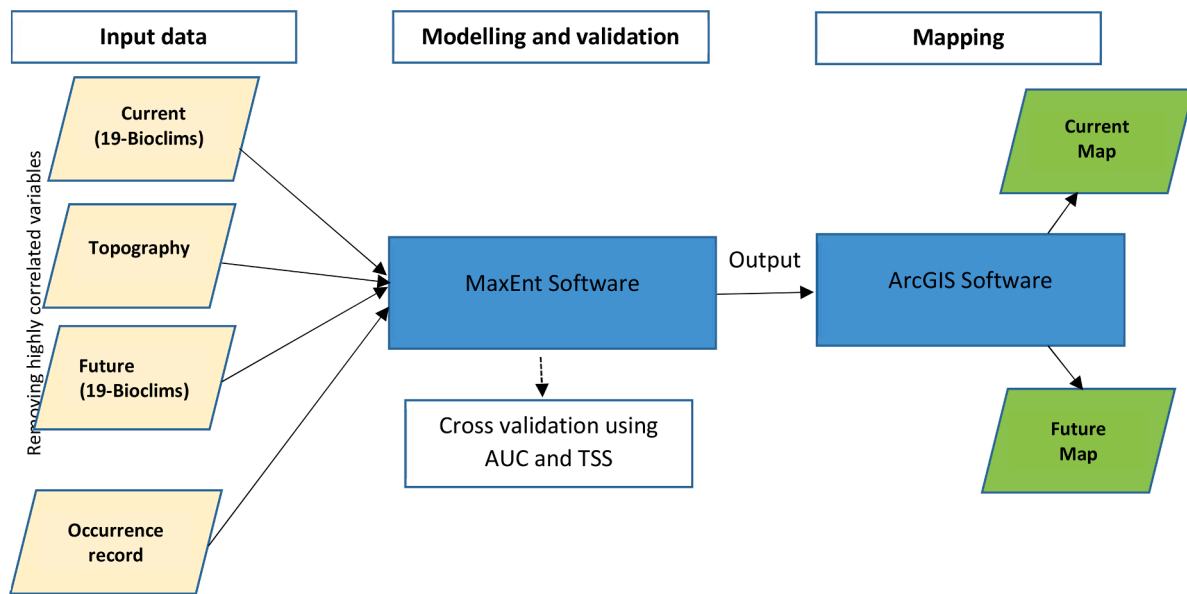 Input data
Modelling and validation
Mapping
Removing highly correlated variables
Current
(19-Bioclims)
Topography
Future
(19-Bioclims)
Occurrence
record
MaxEnt Software
Cross validation using
AUC and TSS
Output
ArcGIS Software
Current
Map
Future
Map